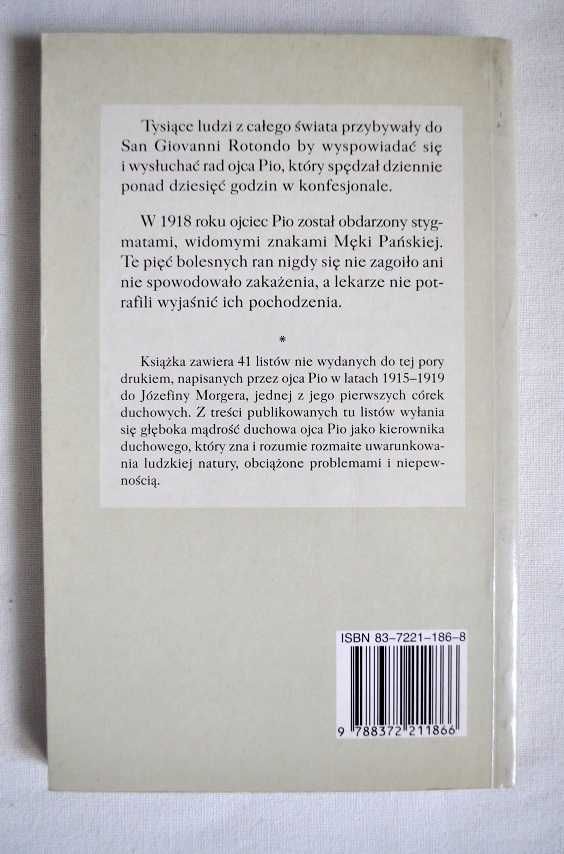 Tysiące ludzi z całego świata przybywały do
San Giovanni Rotondo by wyspowiadać się
i wysłuchać rad ojca Pio, który spędzał dziennie
ponad dziesięć godzin w konfesjonale.
W 1918 roku ojciec Pio został obdarzony styg-
matami, widomymi znakami Męki Pańskiej.
Te pięć bolesnych ran nigdy się nie zagoiło ani
nie spowodowało zakażenia, a lekarze nie pot-
rafili wyjaśnić ich pochodzenia.
*
Książka zawiera 41 listów nie wydanych do tej pory
drukiem, napisanych przez ojca Pio w latach 1915–1919
do Józefiny Morgera, jednej z jego pierwszych córek
duchowych. Z treści publikowanych tu listów wyłania
się głęboka mądrość duchowa ojca Pio jako kierownika
duchowego, który zna i rozumie rozmaite uwarunkowa-
nia ludzkiej natury, obciążone problemami i niepew-
nością.
ISBN 83–7221–186–8
9 788372 211866